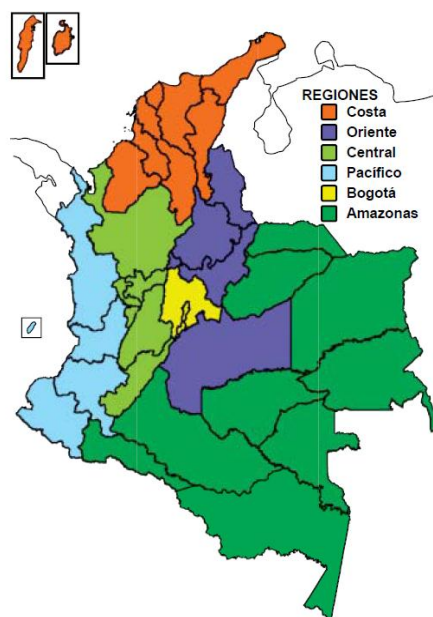 REGIONES
Costa
Oriente
Central
Pacífico
Bogotá
Amazonas